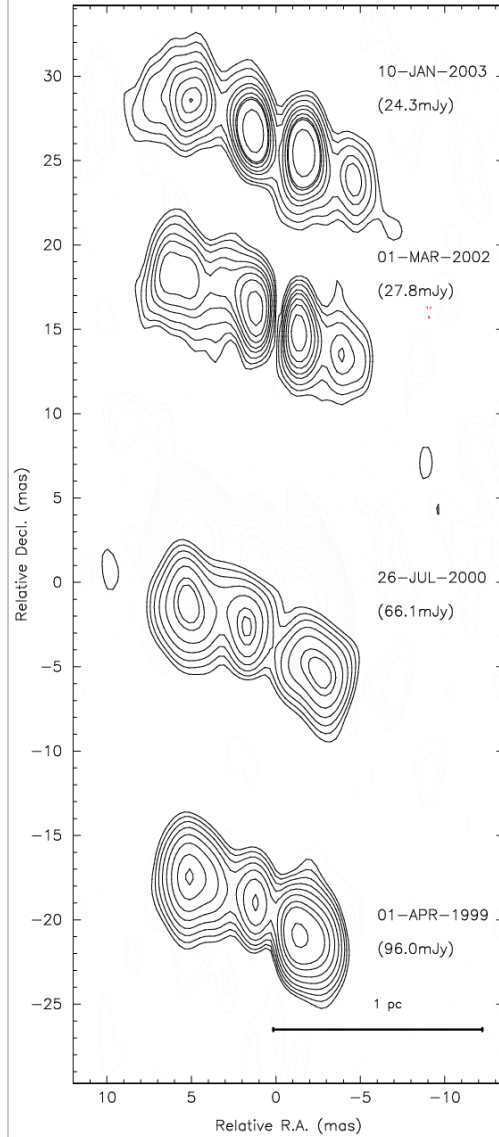 30
25
20
15
10
5
0
-5
-10
-15
-20
-25
Relative Decl. (mas)
10-JAN-2003
(24.3mJy)
01-MAR-2002
(27.8mJy)
26-JUL-2000
(66.1mJy)
01-APR-1999
(96.0mJy)
1 pc
10 5 0 -5 -10
Relative R.A. (mas)